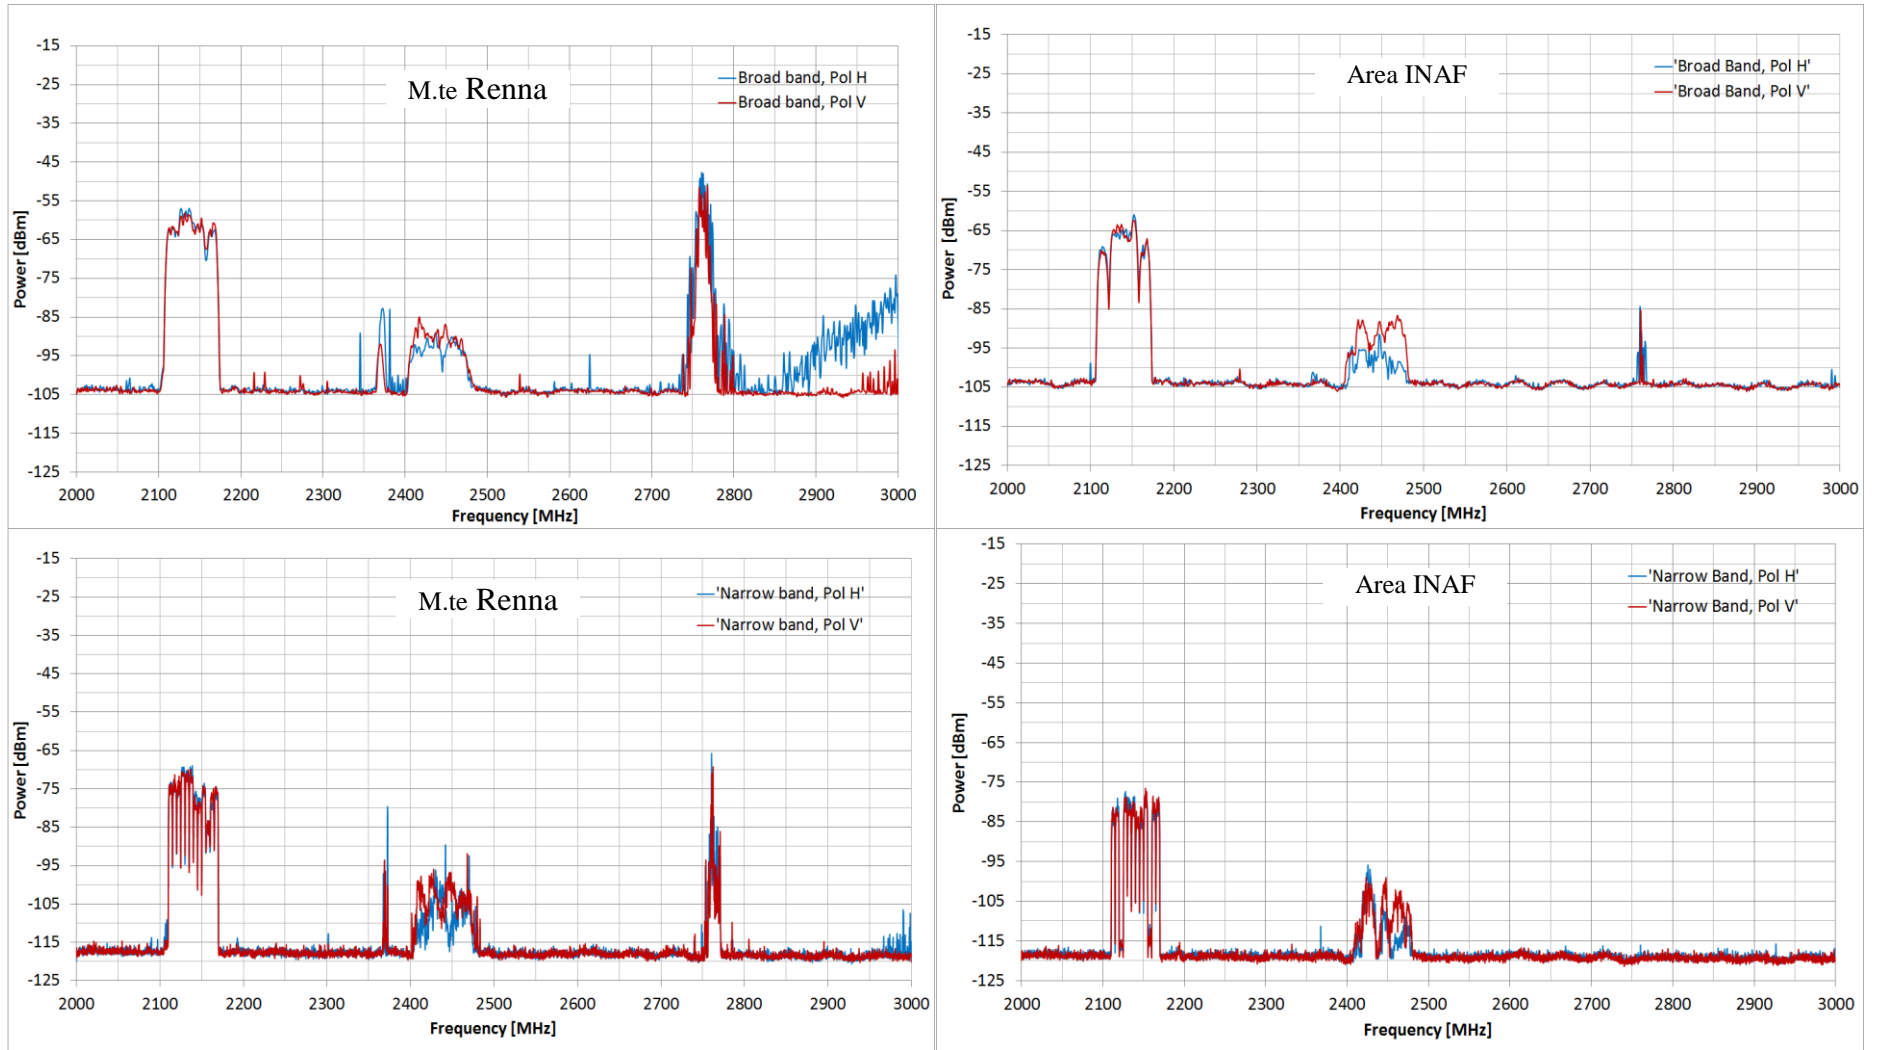 M.te Renna
Broad band, Pol H
Broad band, Pol V
-15
-25
-35
-45
-55
-65
-75
-85
-95
-105
-115
-125
Power [dBm]
2000 2100 2200 2300 2400 2500 2600 2700 2800 2900 3000
Frequency [MHz]
Area INAF
'Broad Band, Pol H'
'Broad Band, Pol V'
-15
-25
-35
-45
-55
-65
-75
-85
-95
-105
-115
-125
Power [dBm]
2000 2100 2200 2300 2400 2500 2600 2700 2800 2900 3000
Frequency [MHz]
M.te Renna
'Narrow band, Pol H'
'Narrow band, Pol V'
-15
-25
-35
-45
-55
-65
-75
-85
-95
-105
-115
-125
Power [dBm]
2000 2100 2200 2300 2400 2500 2600 2700 2800 2900 3000
Frequency [MHz]
Area INAF
'Narrow Band, Pol H'
'Narrow Band, Pol V'
-15
-25
-35
-45
-55
-65
-75
-85
-95
-105
-115
-125
Power [dBm]
2000 2100 2200 2300 2400 2500 2600 2700 2800 2900 3000
Frequency [MHz]